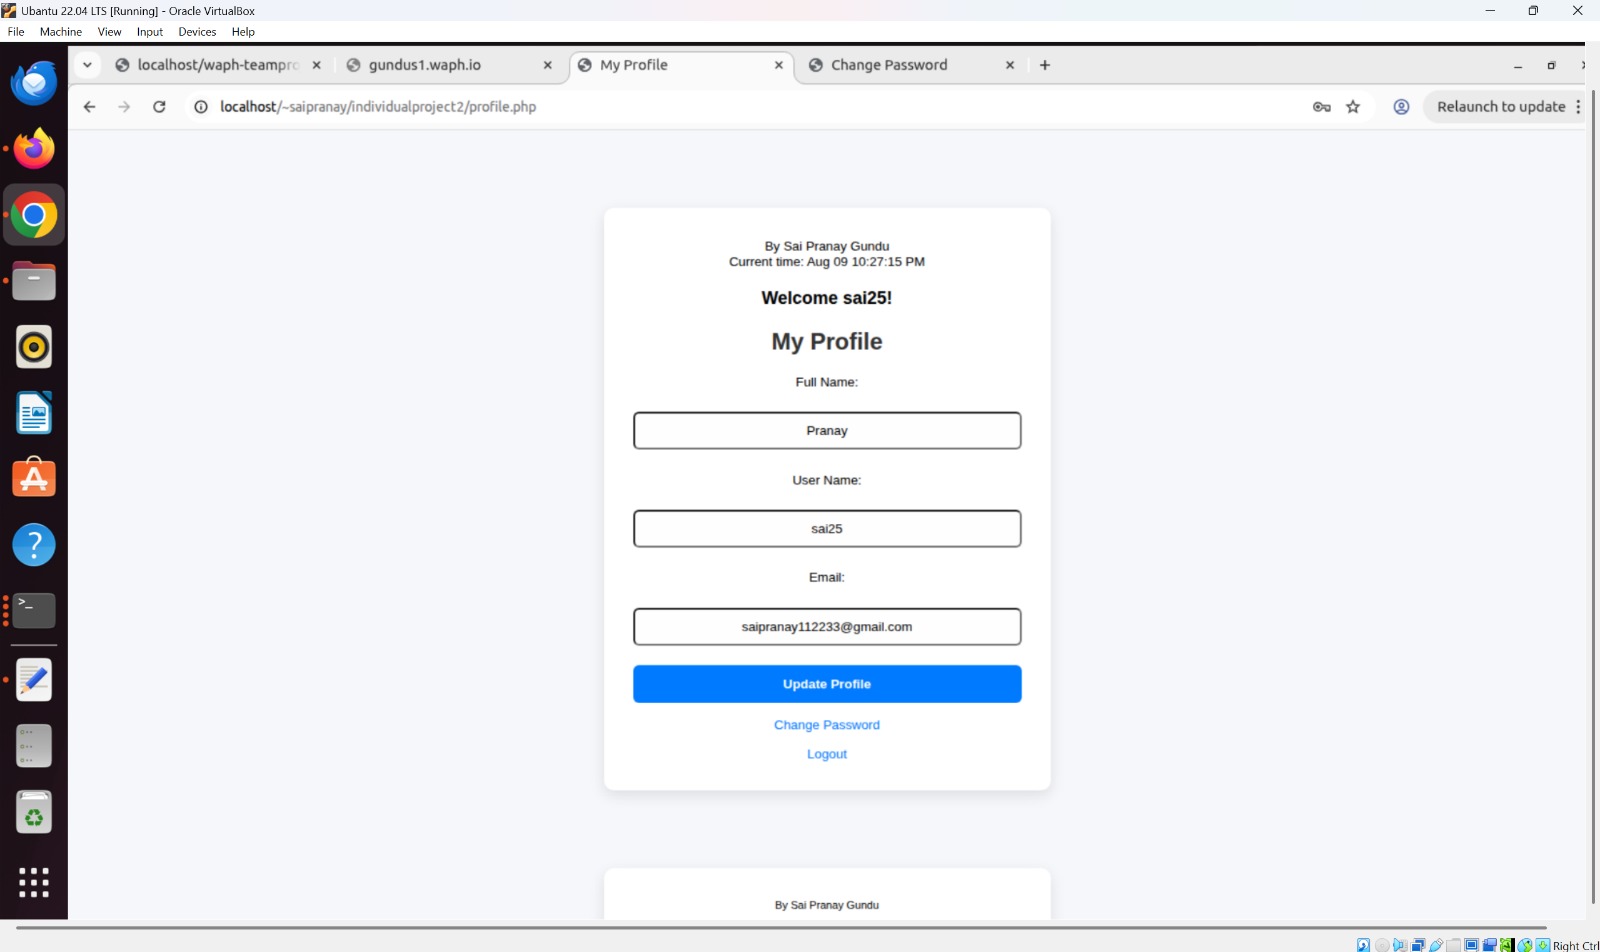 Ubantu 22.04 LTS [Running] - Oracle VirtualBox
File Machine View Input Devices Help
localhost/waph-teampro
gundus1.waph.io
My Profile
Change Password
localhost/~saipranay/individualproject2/profile.php
Relaunch to update
By Sai Pranay Gundu
Current time: Aug 09 10:27:15 PM
Welcome sai25!
My Profile
Full Name:
Pranay
User Name:
sai25
Email:
saipranay112233@gmail.com
Update Profile
Change Password
Logout
By Sai Pranay Gundu
Right Ctrl